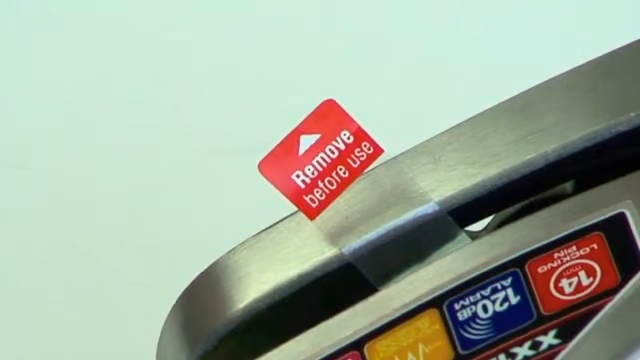 Remove
before use
14
mm
LOCKING
PIN
120dB
ALARM
XX